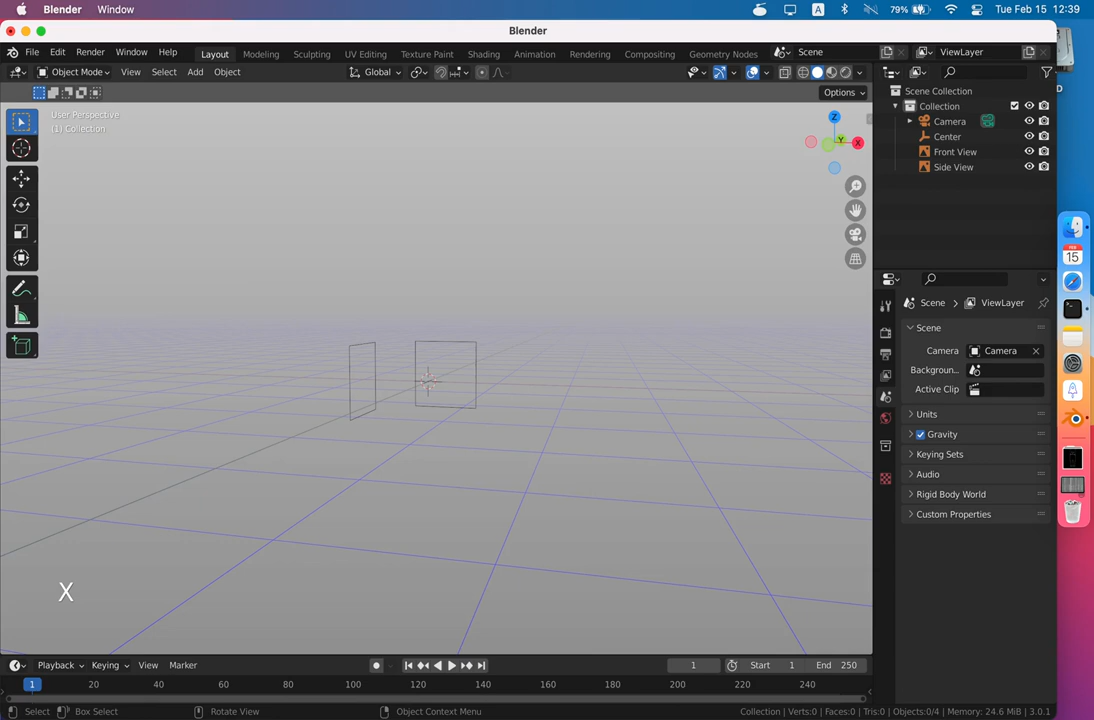 Blender Window A 79% Tue Feb 15 12:39
Blender
File Edit Render Window Help Layout Modeling Sculpting UV Editing Texture Paint Shading Animation Rendering Compositing Geometry Nodes Scene ViewLayer
Object Mode View Select Add Object Global
Options
User Perspective
(1) Collection
Z
Y
X
Scene Collection
Collection
Camera
Center
Front View
Side View
FEB
15
Scene > ViewLayer
Scene
Camera Camera
Backgroun...
Active Clip
Units
Gravity
Keying Sets
Audio
Rigid Body World
Custom Properties
X
Playback Keying View Marker 1 Start 1 End 250
1 20 40 60 80 100 120 140 160 180 200 220 240
Select Box Select Rotate View Object Context Menu Collection | Verts:0 | Faces:0 | Tris:0 | Objects:0/4 | Memory: 24.6 MiB | 3.0.1